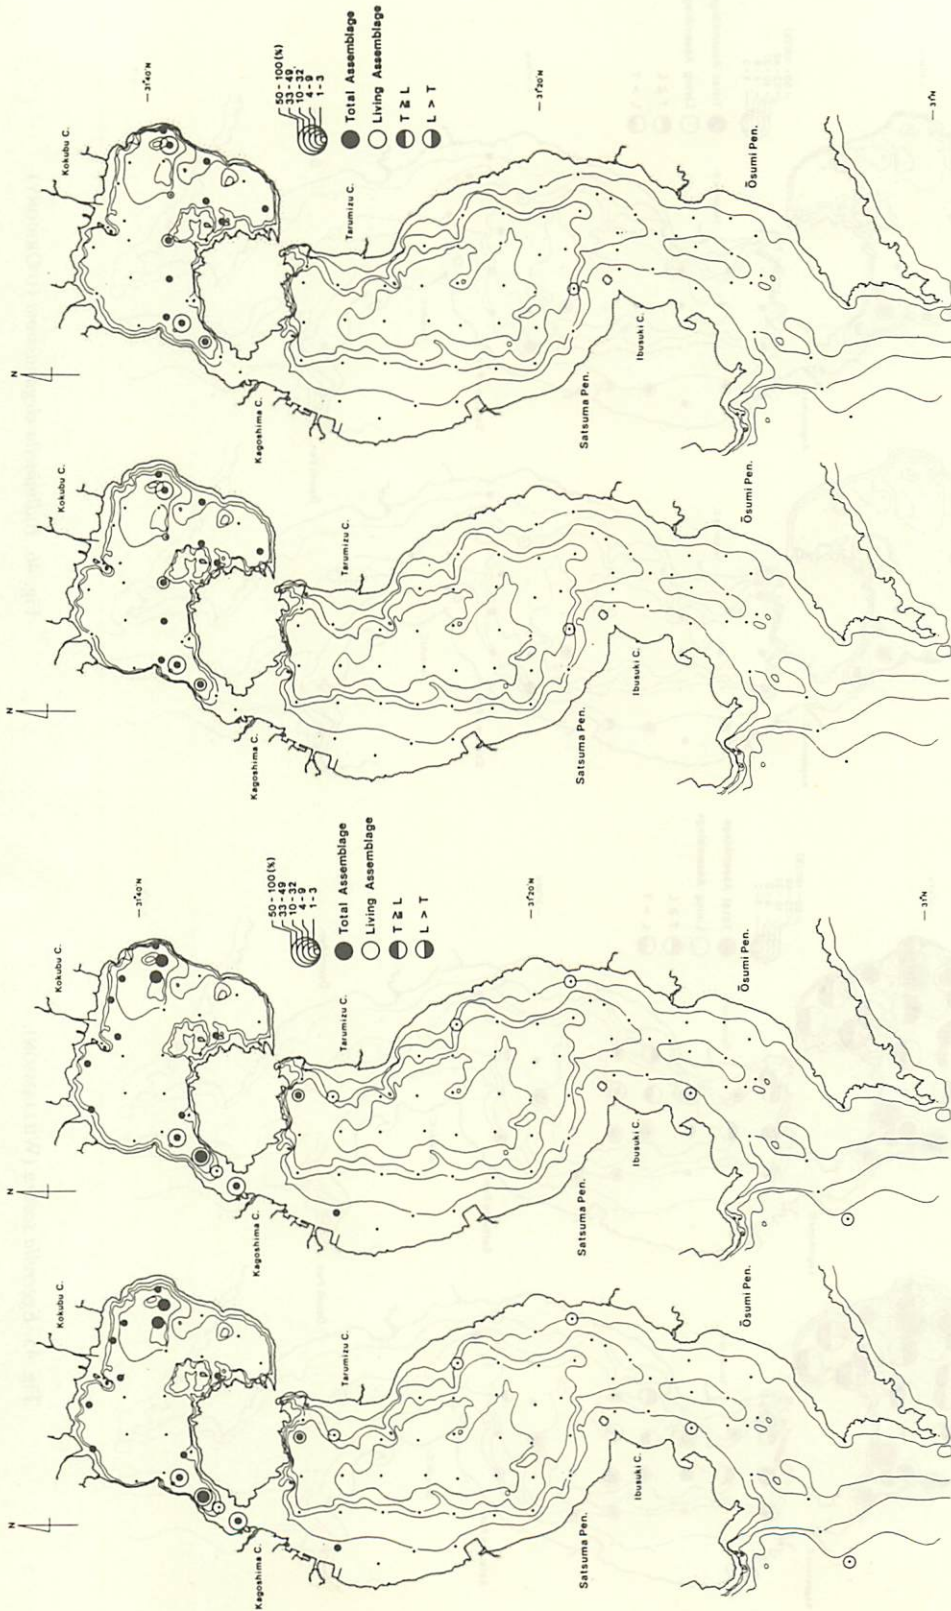 N
Kokubu C.
Kagoshima C.
Tarumizu C.
Satsuma Pen.
Ibusuki C.
Ōsumi Pen.
N
Kokubu C.
31°40'N
Kagoshima C.
Tarumizu C.
50-100(%)
33-49
10-32
4-9
1-3
Total Assemblage
Living Assemblage
T ≧ L
L > T
31°20'N
Satsuma Pen.
Ibusuki C.
Ōsumi Pen.
31°N
N
Kokubu C.
Kagoshima C.
Tarumizu C.
Satsuma Pen.
Ibusuki C.
Ōsumi Pen.
N
Kokubu C.
31°40'N
Kagoshima C.
Tarumizu C.
50-100(%)
33-49
10-32
4-9
1-3
Total Assemblage
Living Assemblage
T ≧ L
L > T
31°20'N
Satsuma Pen.
Ibusuki C.
Ōsumi Pen.
31°N